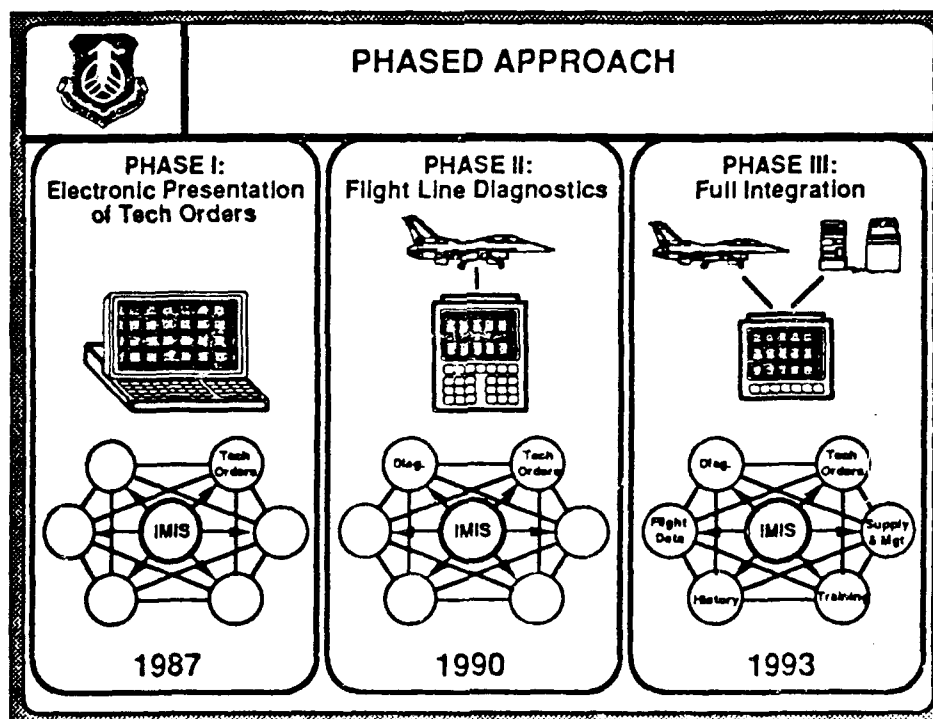 PHASED APPROACH
PHASE I:
Electronic Presentation
of Tech Orders
Tech
Orders
IMIS
1987
PHASE II:
Flight Line Diagnostics
Diag.
Tech
Orders
IMIS
1990
PHASE III:
Full Integration
Diag.
Tech
Orders
Flight
Data
IMIS
Supply
& Mgt
History
Training
1993